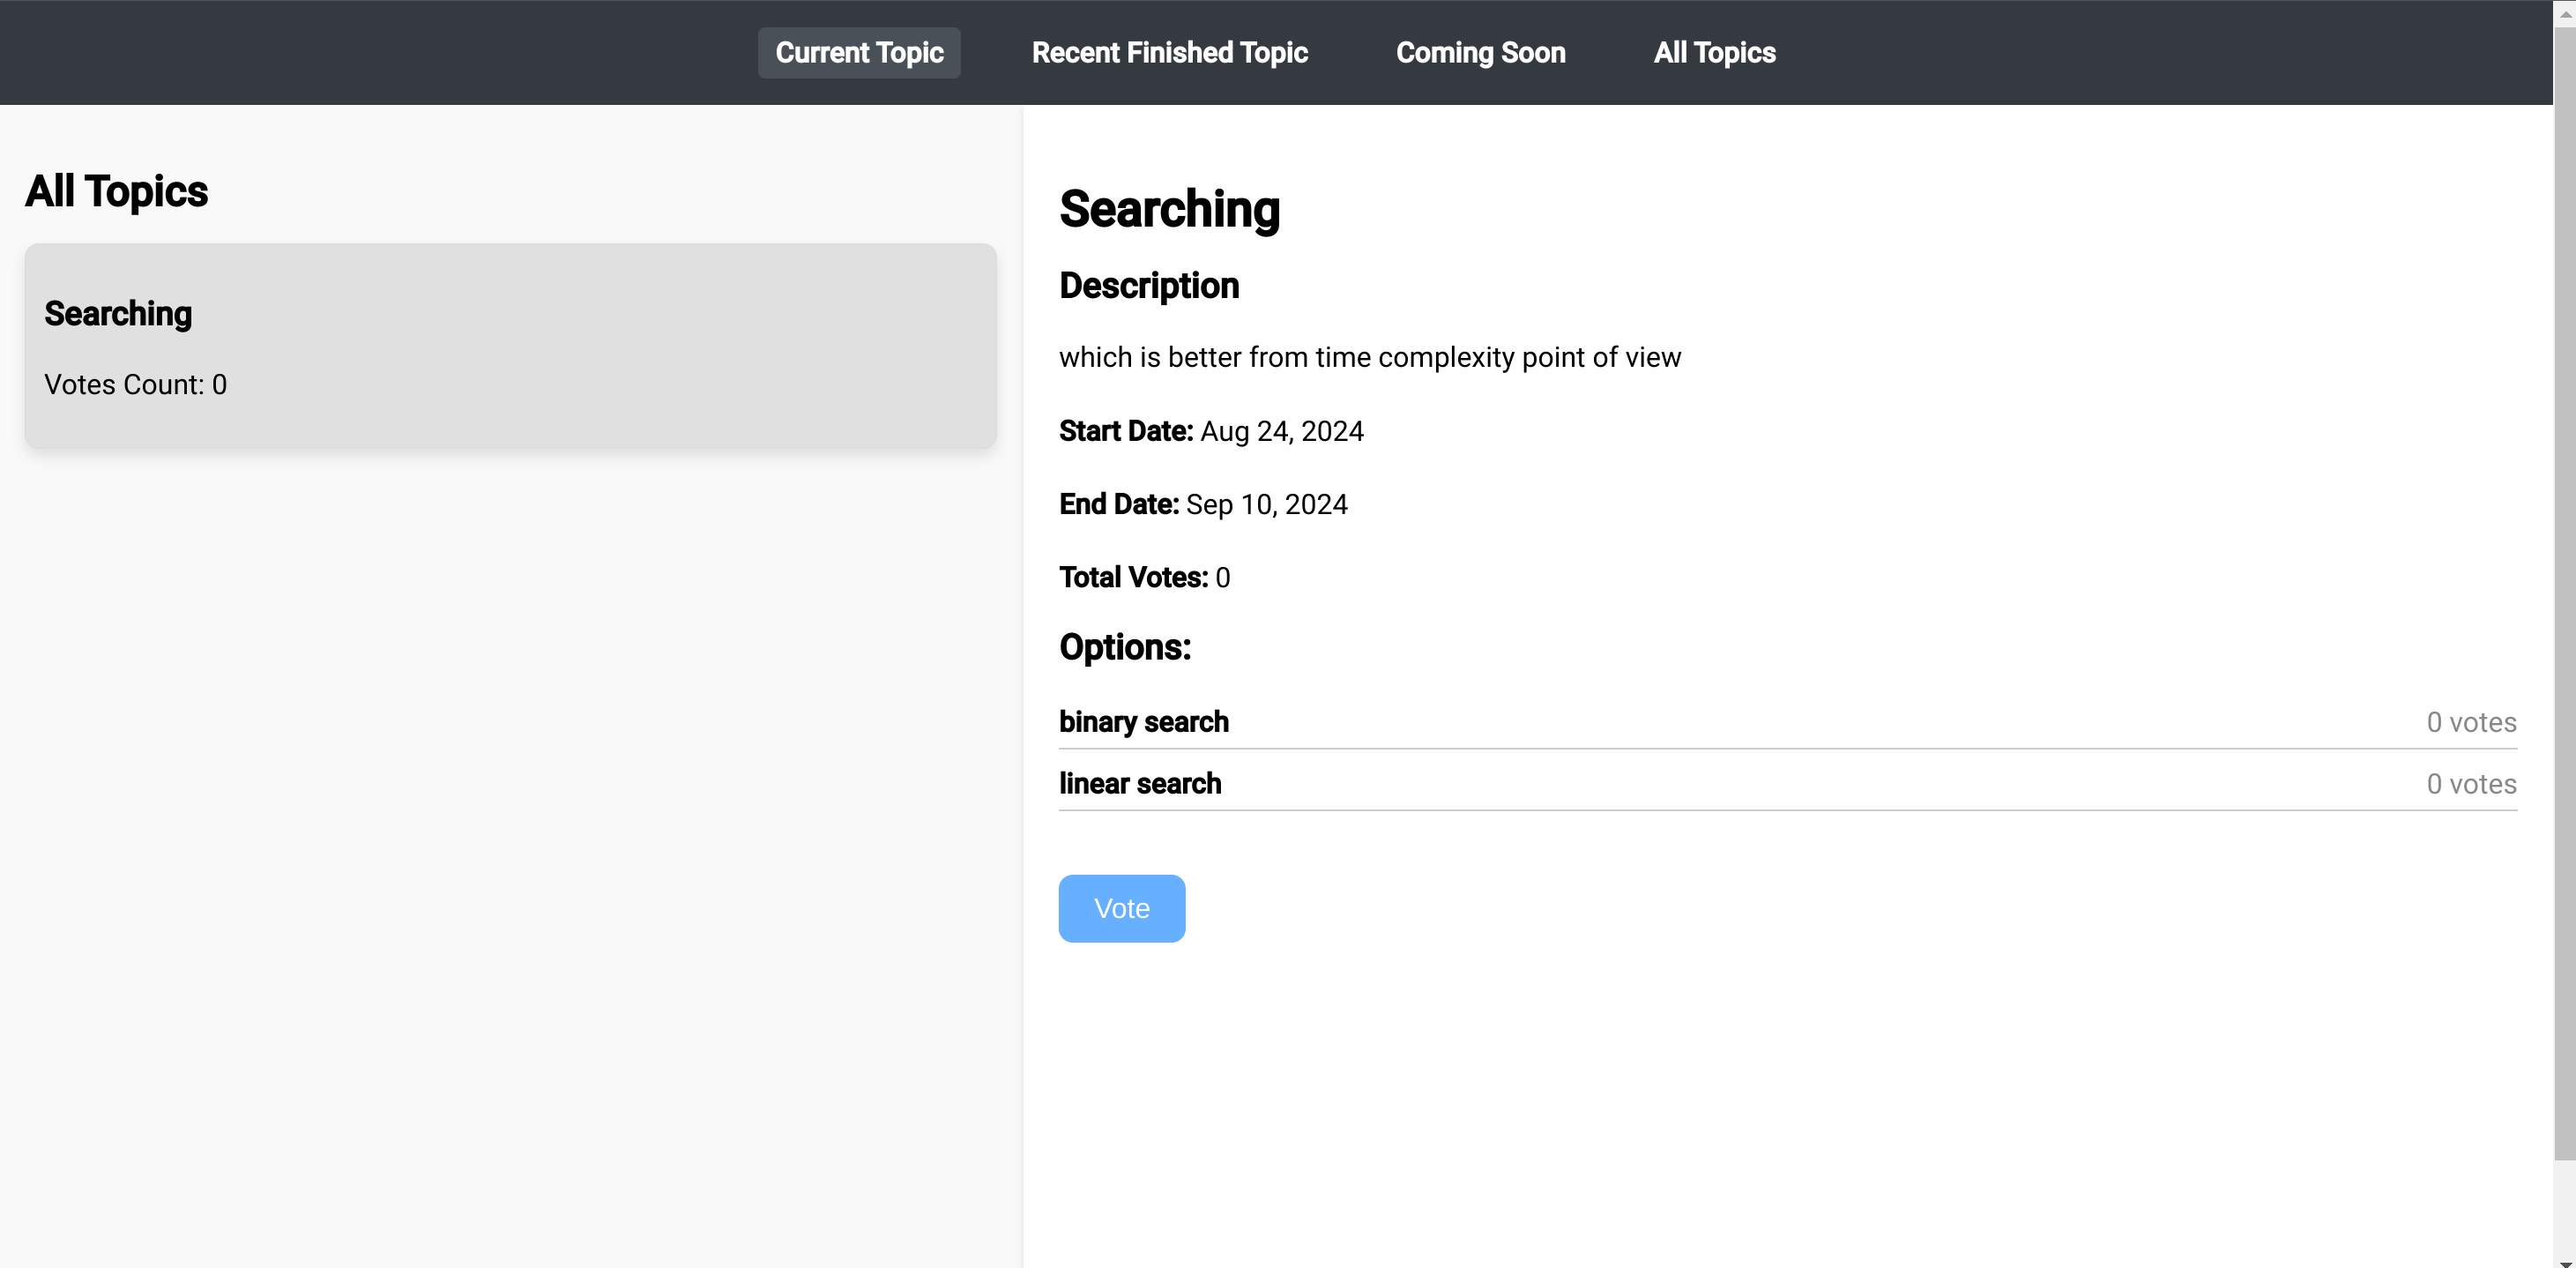 Current Topic
Recent Finished Topic
Coming Soon
All Topics
All Topics
Searching
Votes Count: 0
Searching
Description
which is better from time complexity point of view
Start Date: Aug 24, 2024
End Date: Sep 10, 2024
Total Votes: 0
Options:
binary search 0 votes
linear search 0 votes
Vote